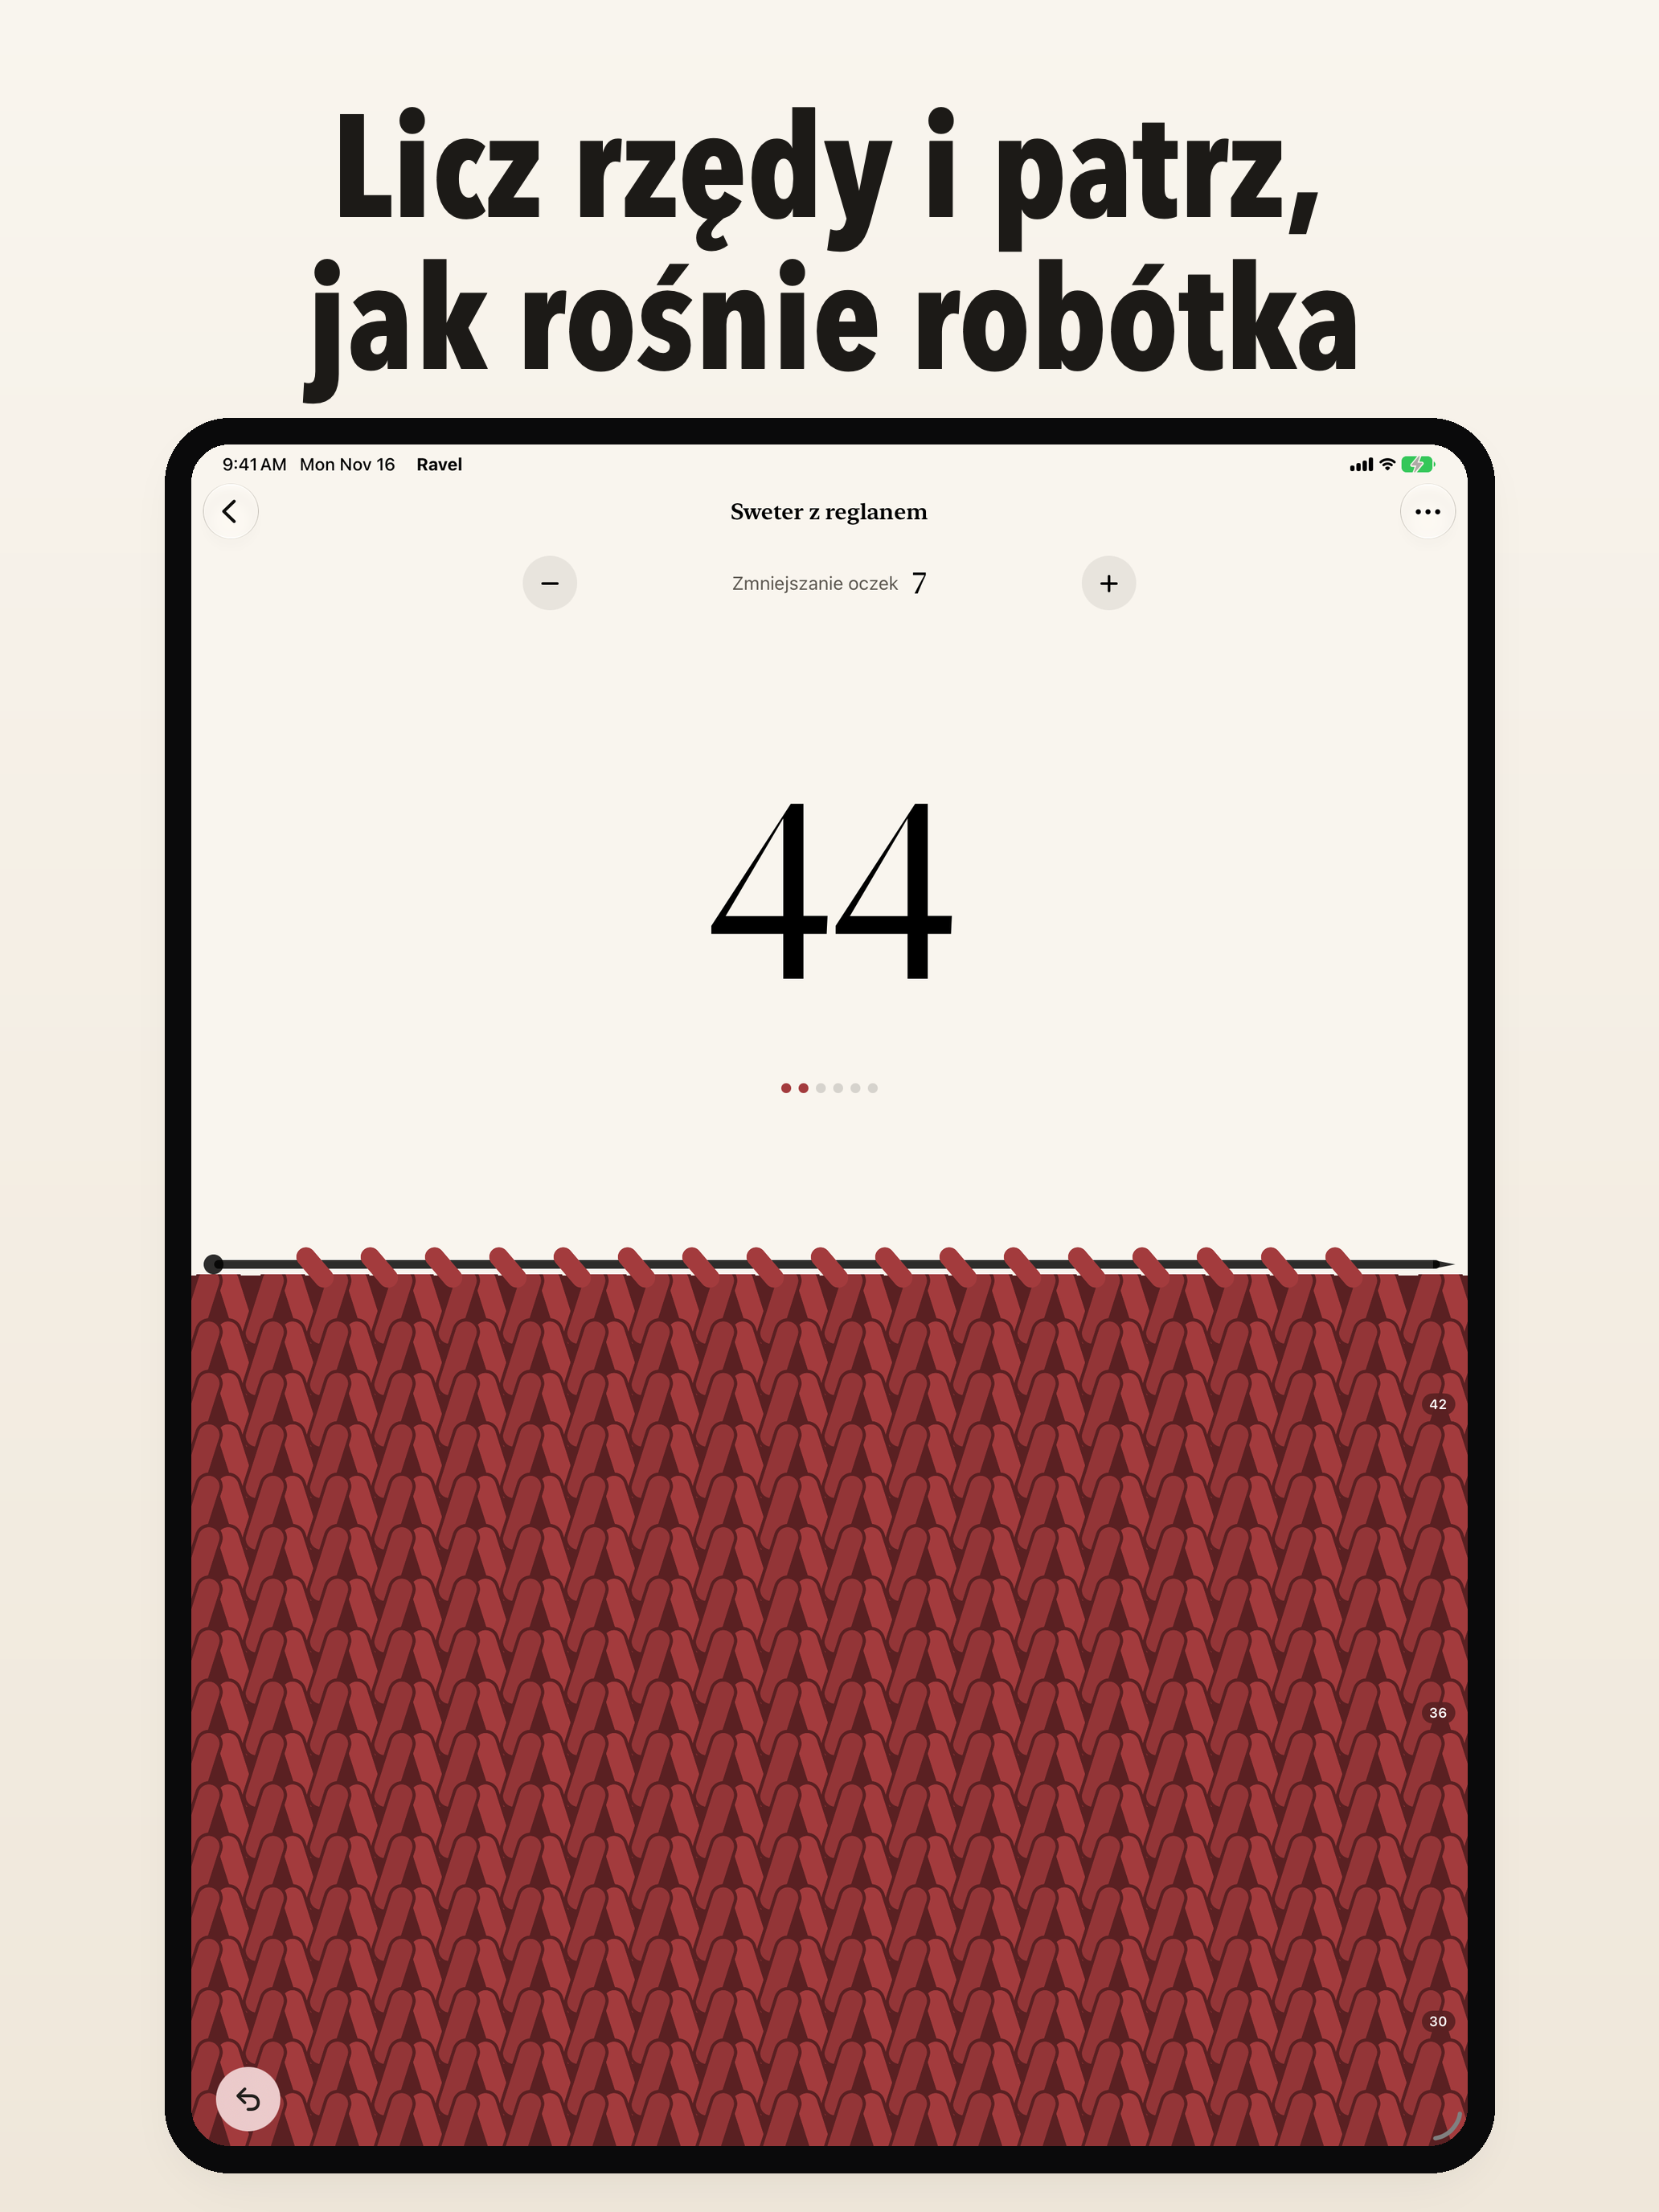 Licz rzędy i patrz,
jak rośnie robótka
9:41 AM Mon Nov 16 Ravel
Sweter z reglanem
Zmniejszanie oczek 7
44
42
36
30